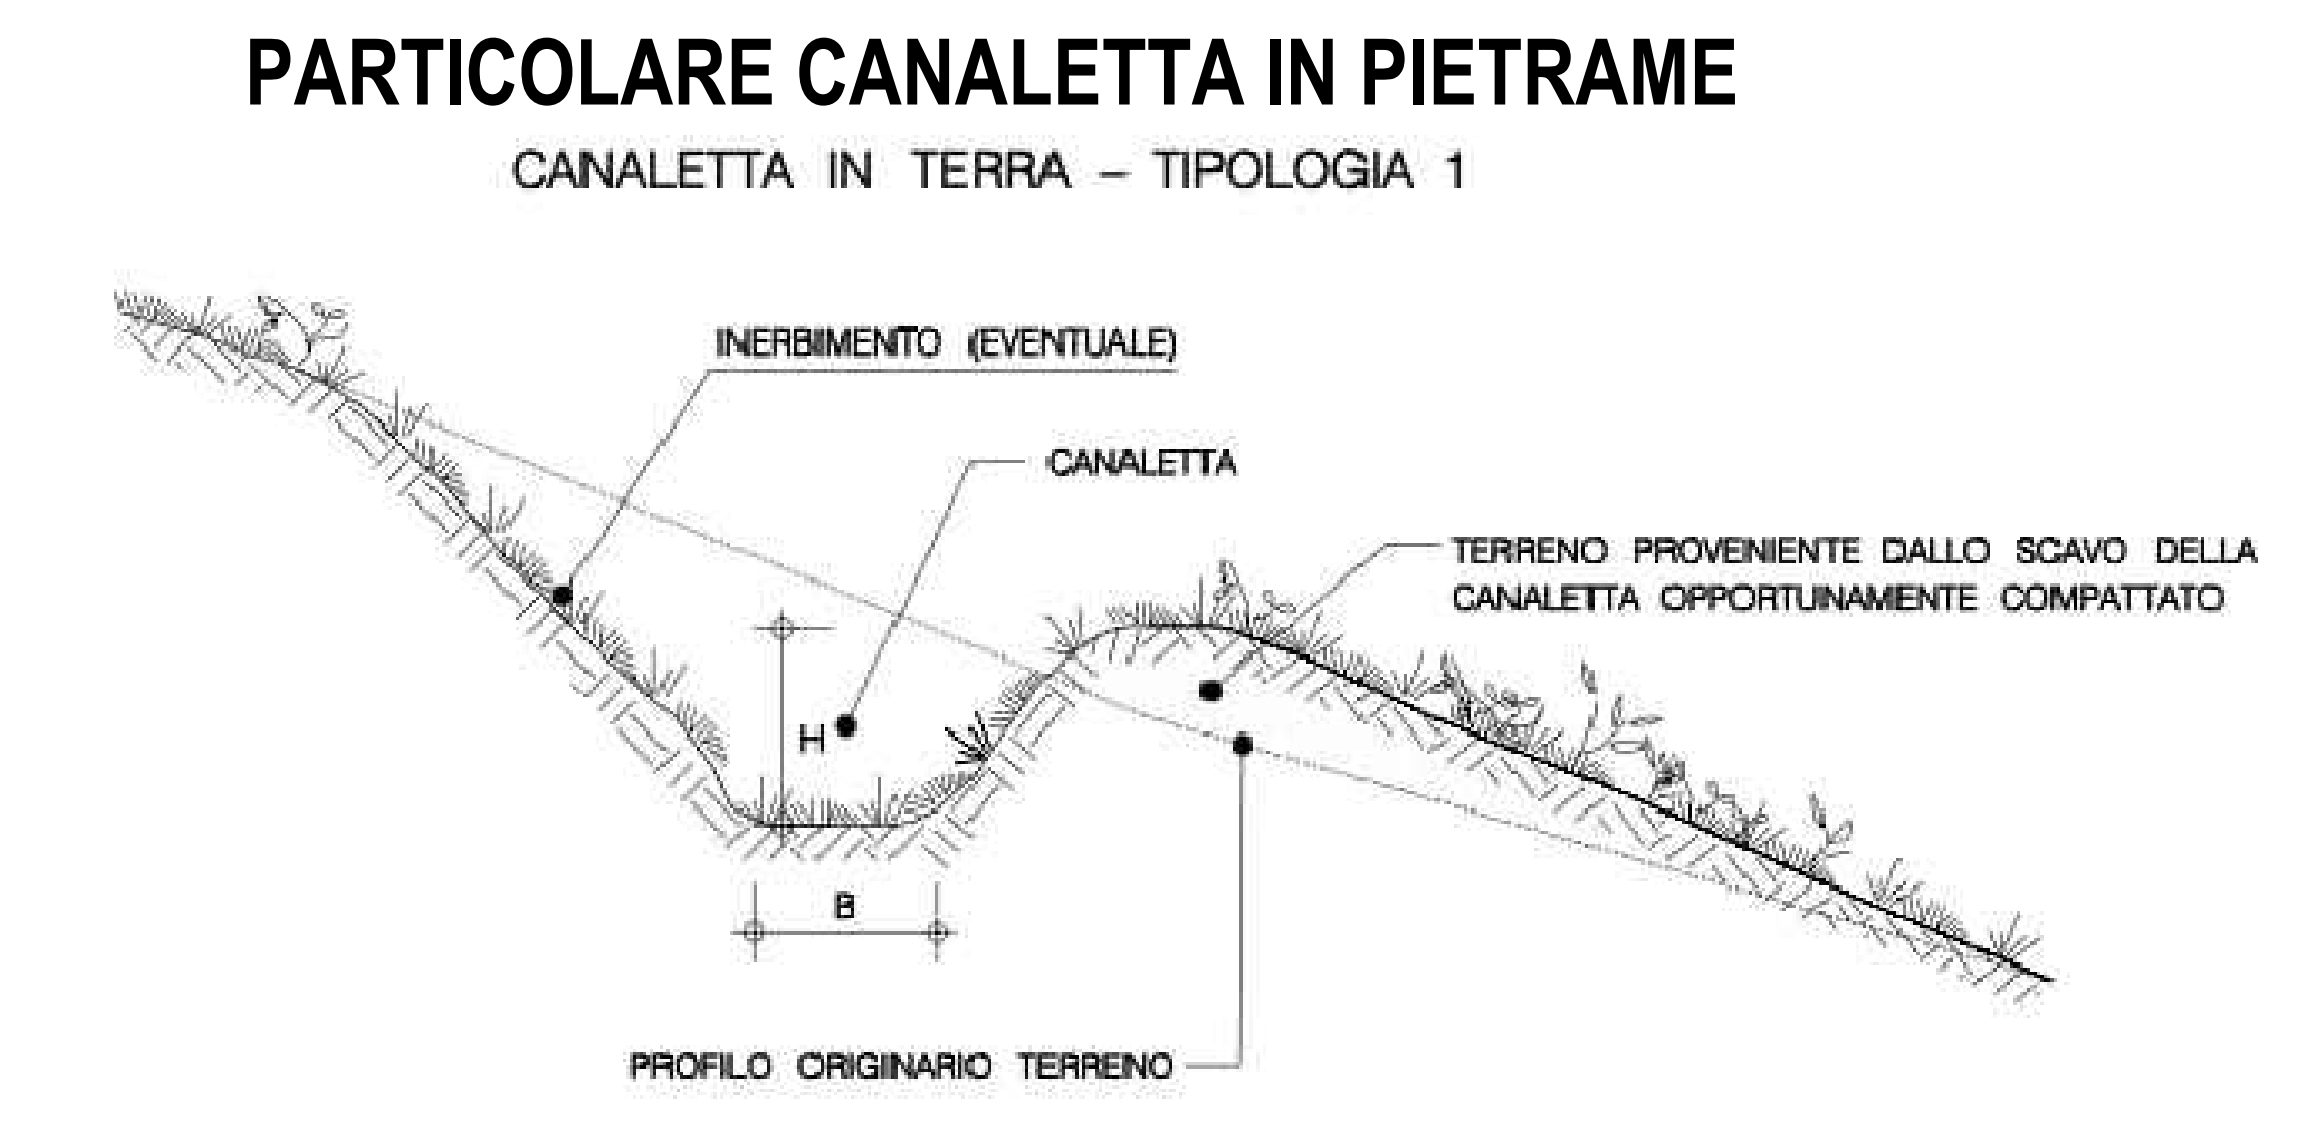 PARTICOLARE CANALETTA IN PIETRAME
CANALETTA IN TERRA – TIPOLOGIA 1
INERBIMENTO (EVENTUALE)
CANALETTA
TERRENO PROVENIENTE DALLO SCAVO DELLA
CANALETTA OPPORTUNAMENTE COMPATTATO
H
B
PROFILO ORIGINARIO TERRENO